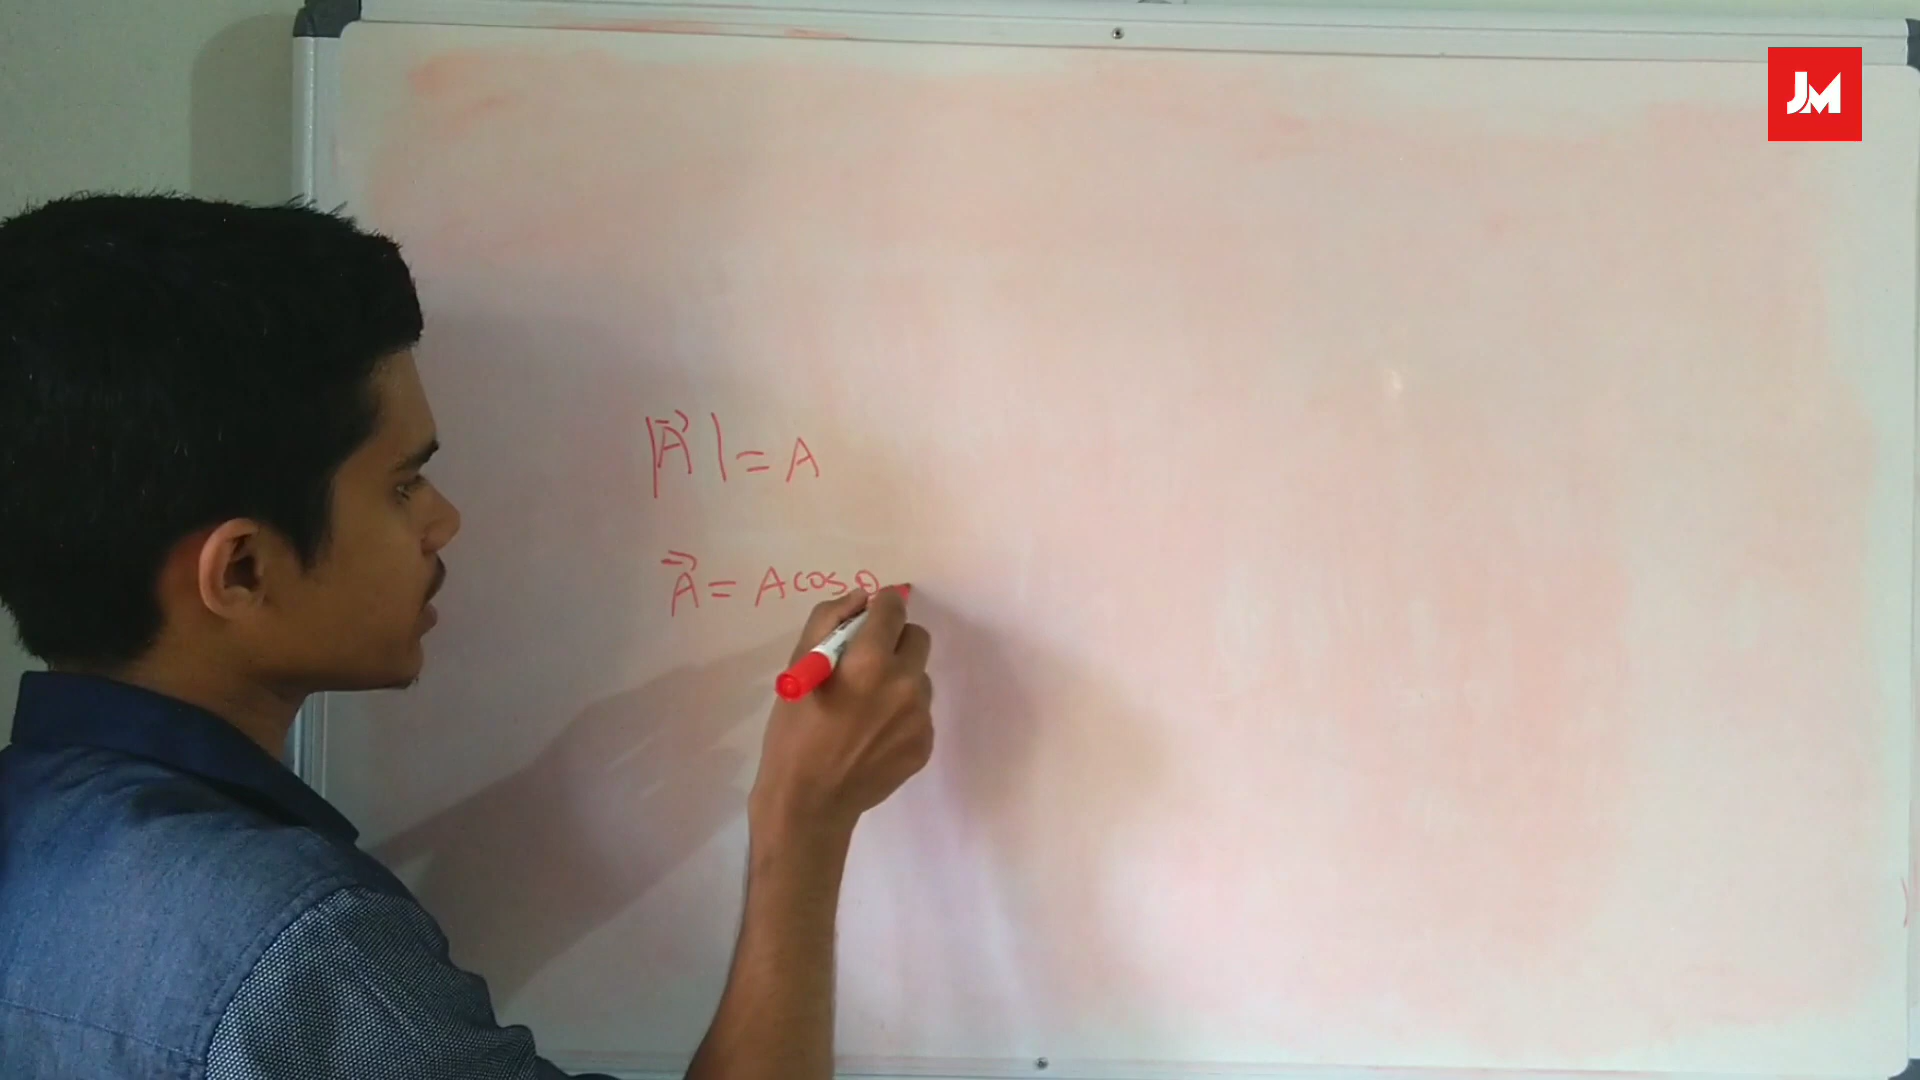 JM
|A⃗| = A
A⃗ = A cos θ